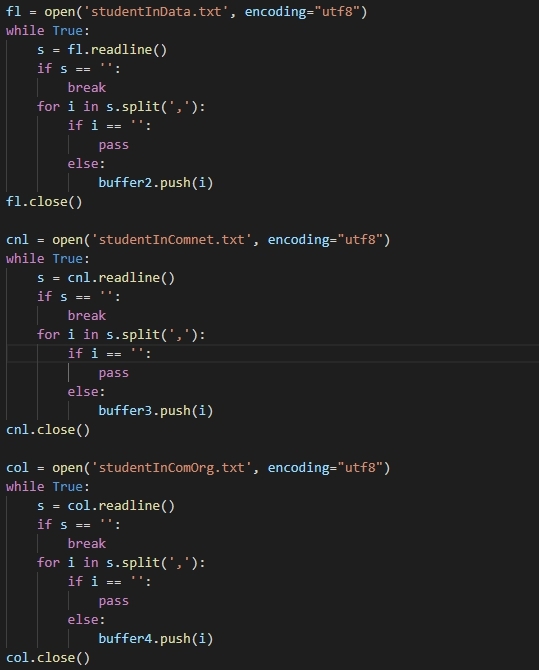 fl = open('studentInData.txt', encoding="utf8")
while True:
    s = fl.readline()
    if s == '':
        break
    for i in s.split(','):
        if i == '':
            pass
        else:
            buffer2.push(i)
fl.close()

cnl = open('studentInComnet.txt', encoding="utf8")
while True:
    s = cnl.readline()
    if s == '':
        break
    for i in s.split(','):
        if i == '':
            pass
        else:
            buffer3.push(i)
cnl.close()

col = open('studentInComOrg.txt', encoding="utf8")
while True:
    s = col.readline()
    if s == '':
        break
    for i in s.split(','):
        if i == '':
            pass
        else:
            buffer4.push(i)
col.close()